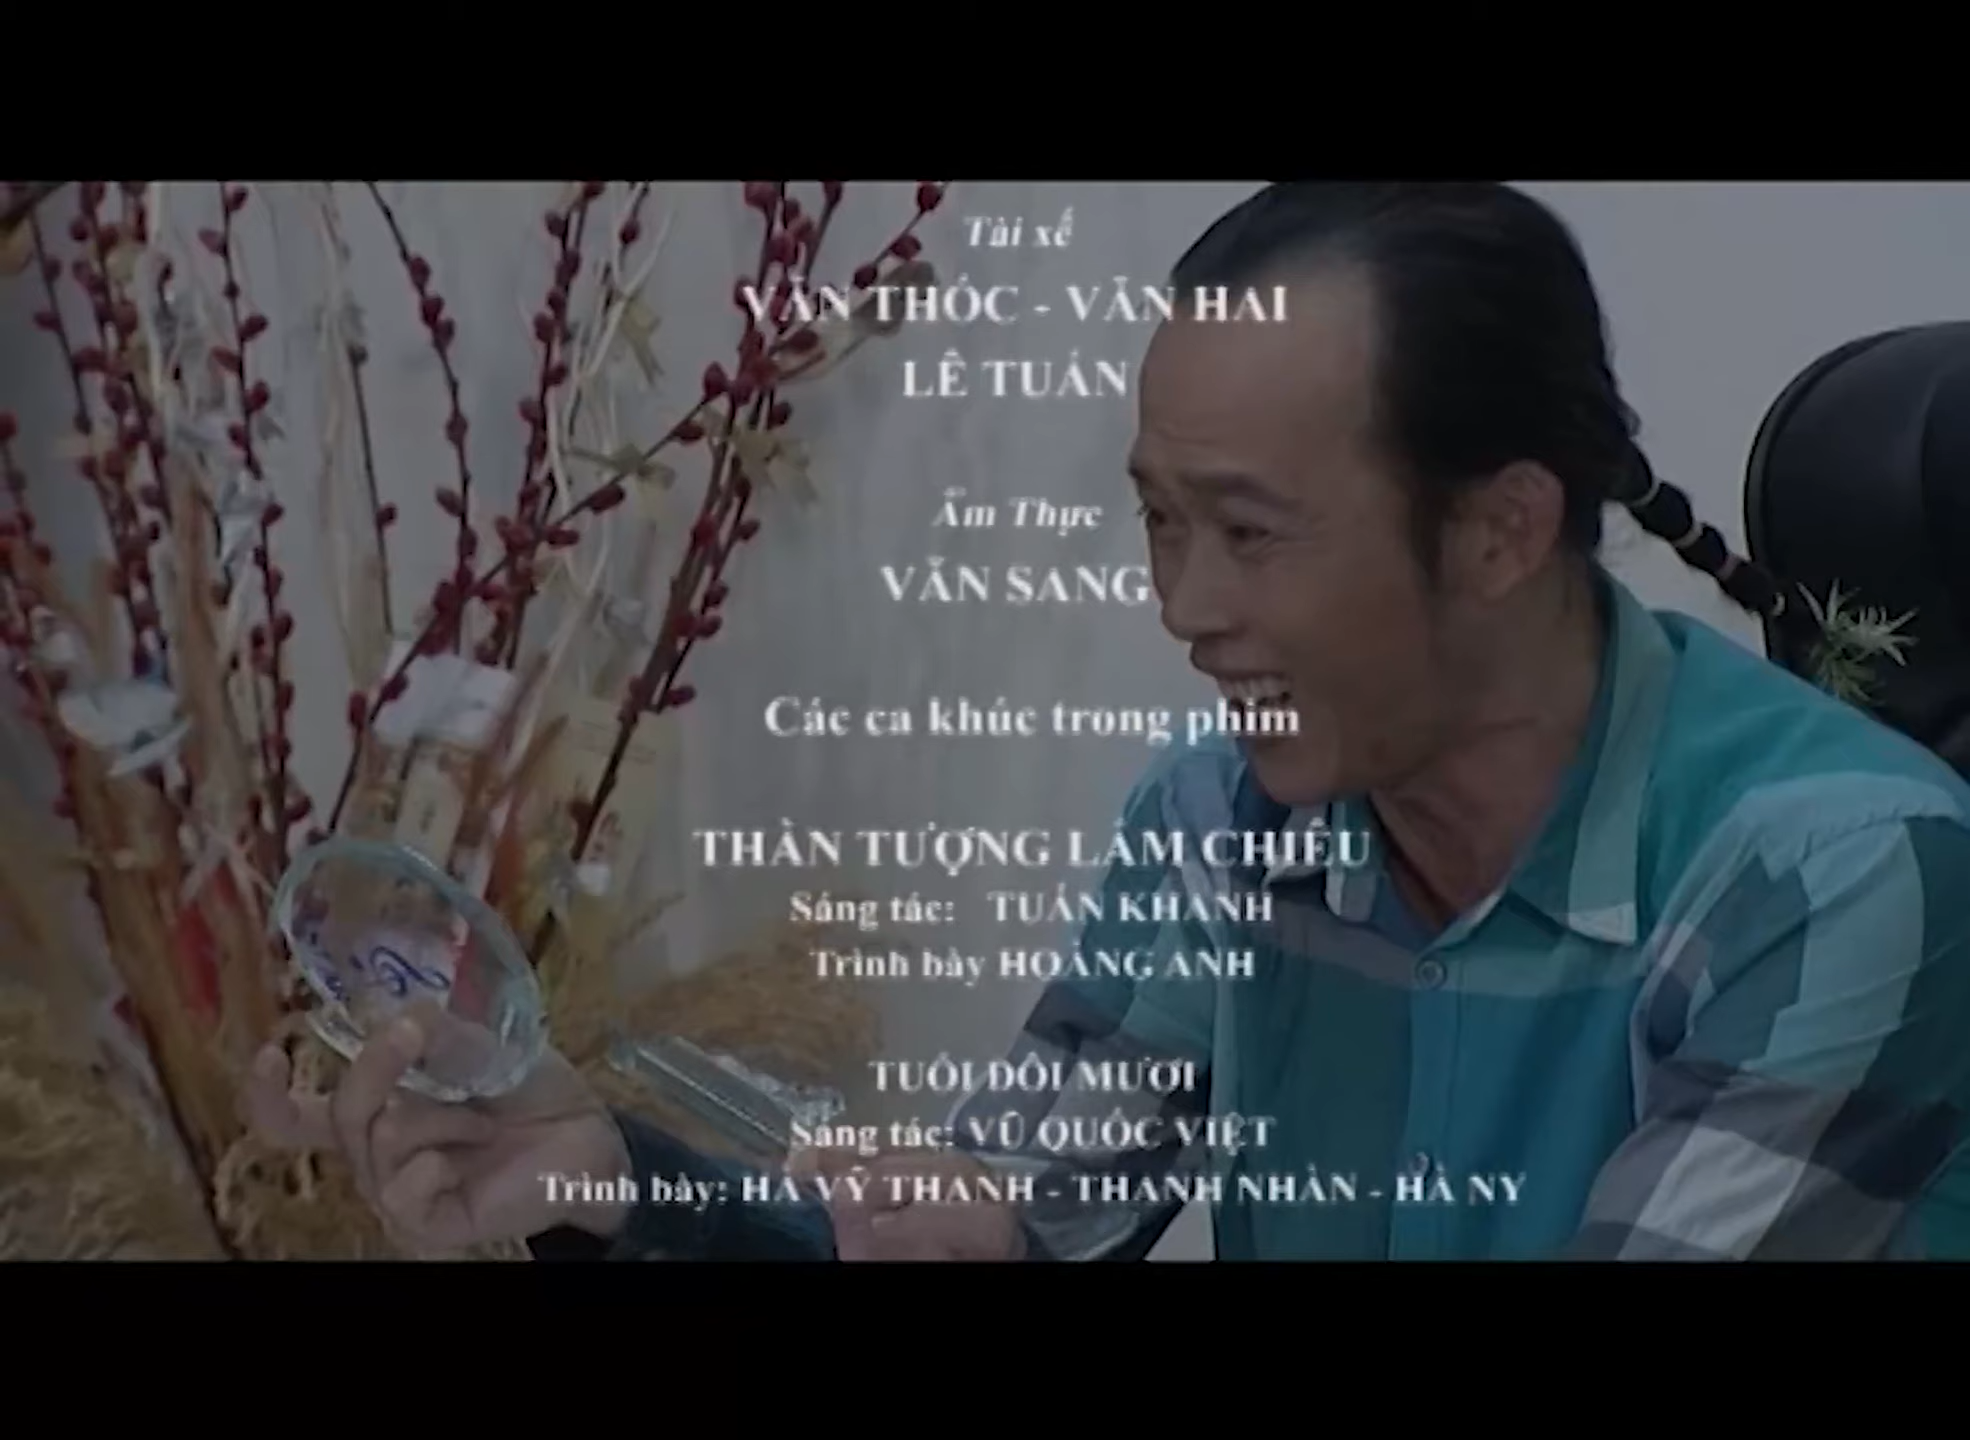 Tài xế
VĂN THÓC - VĂN HAI
LÊ TUẤN
Ẩm Thực
VĂN SANG
Các ca khúc trong phim
THẦN TƯỢNG LẮM CHIÊU
Sáng tác: TUẤN KHANH
Trình bày HOÀNG ANH
TUỔI ĐÔI MƯƠI
Sáng tác: VŨ QUỐC VIỆT
Trình bày: HÀ VỸ THANH - THANH NHÀN - HÀ NY